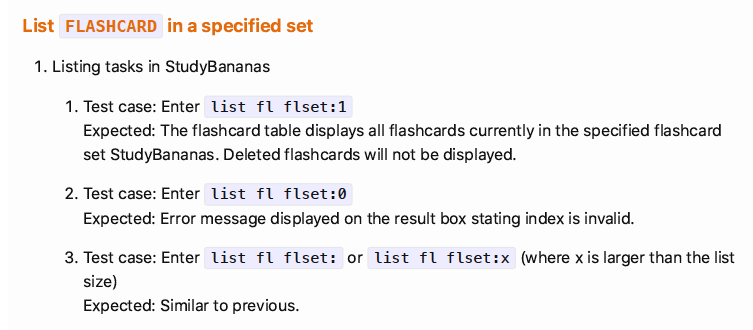 List FLASHCARD in a specified set
1. Listing tasks in StudyBananas
1. Test case: Enter list fl flset:1
Expected: The flashcard table displays all flashcards currently in the specified flashcard
set StudyBananas. Deleted flashcards will not be displayed.
2. Test case: Enter list fl flset:0
Expected: Error message displayed on the result box stating index is invalid.
3. Test case: Enter list fl flset: or list fl flset:x (where x is larger than the list
size)
Expected: Similar to previous.